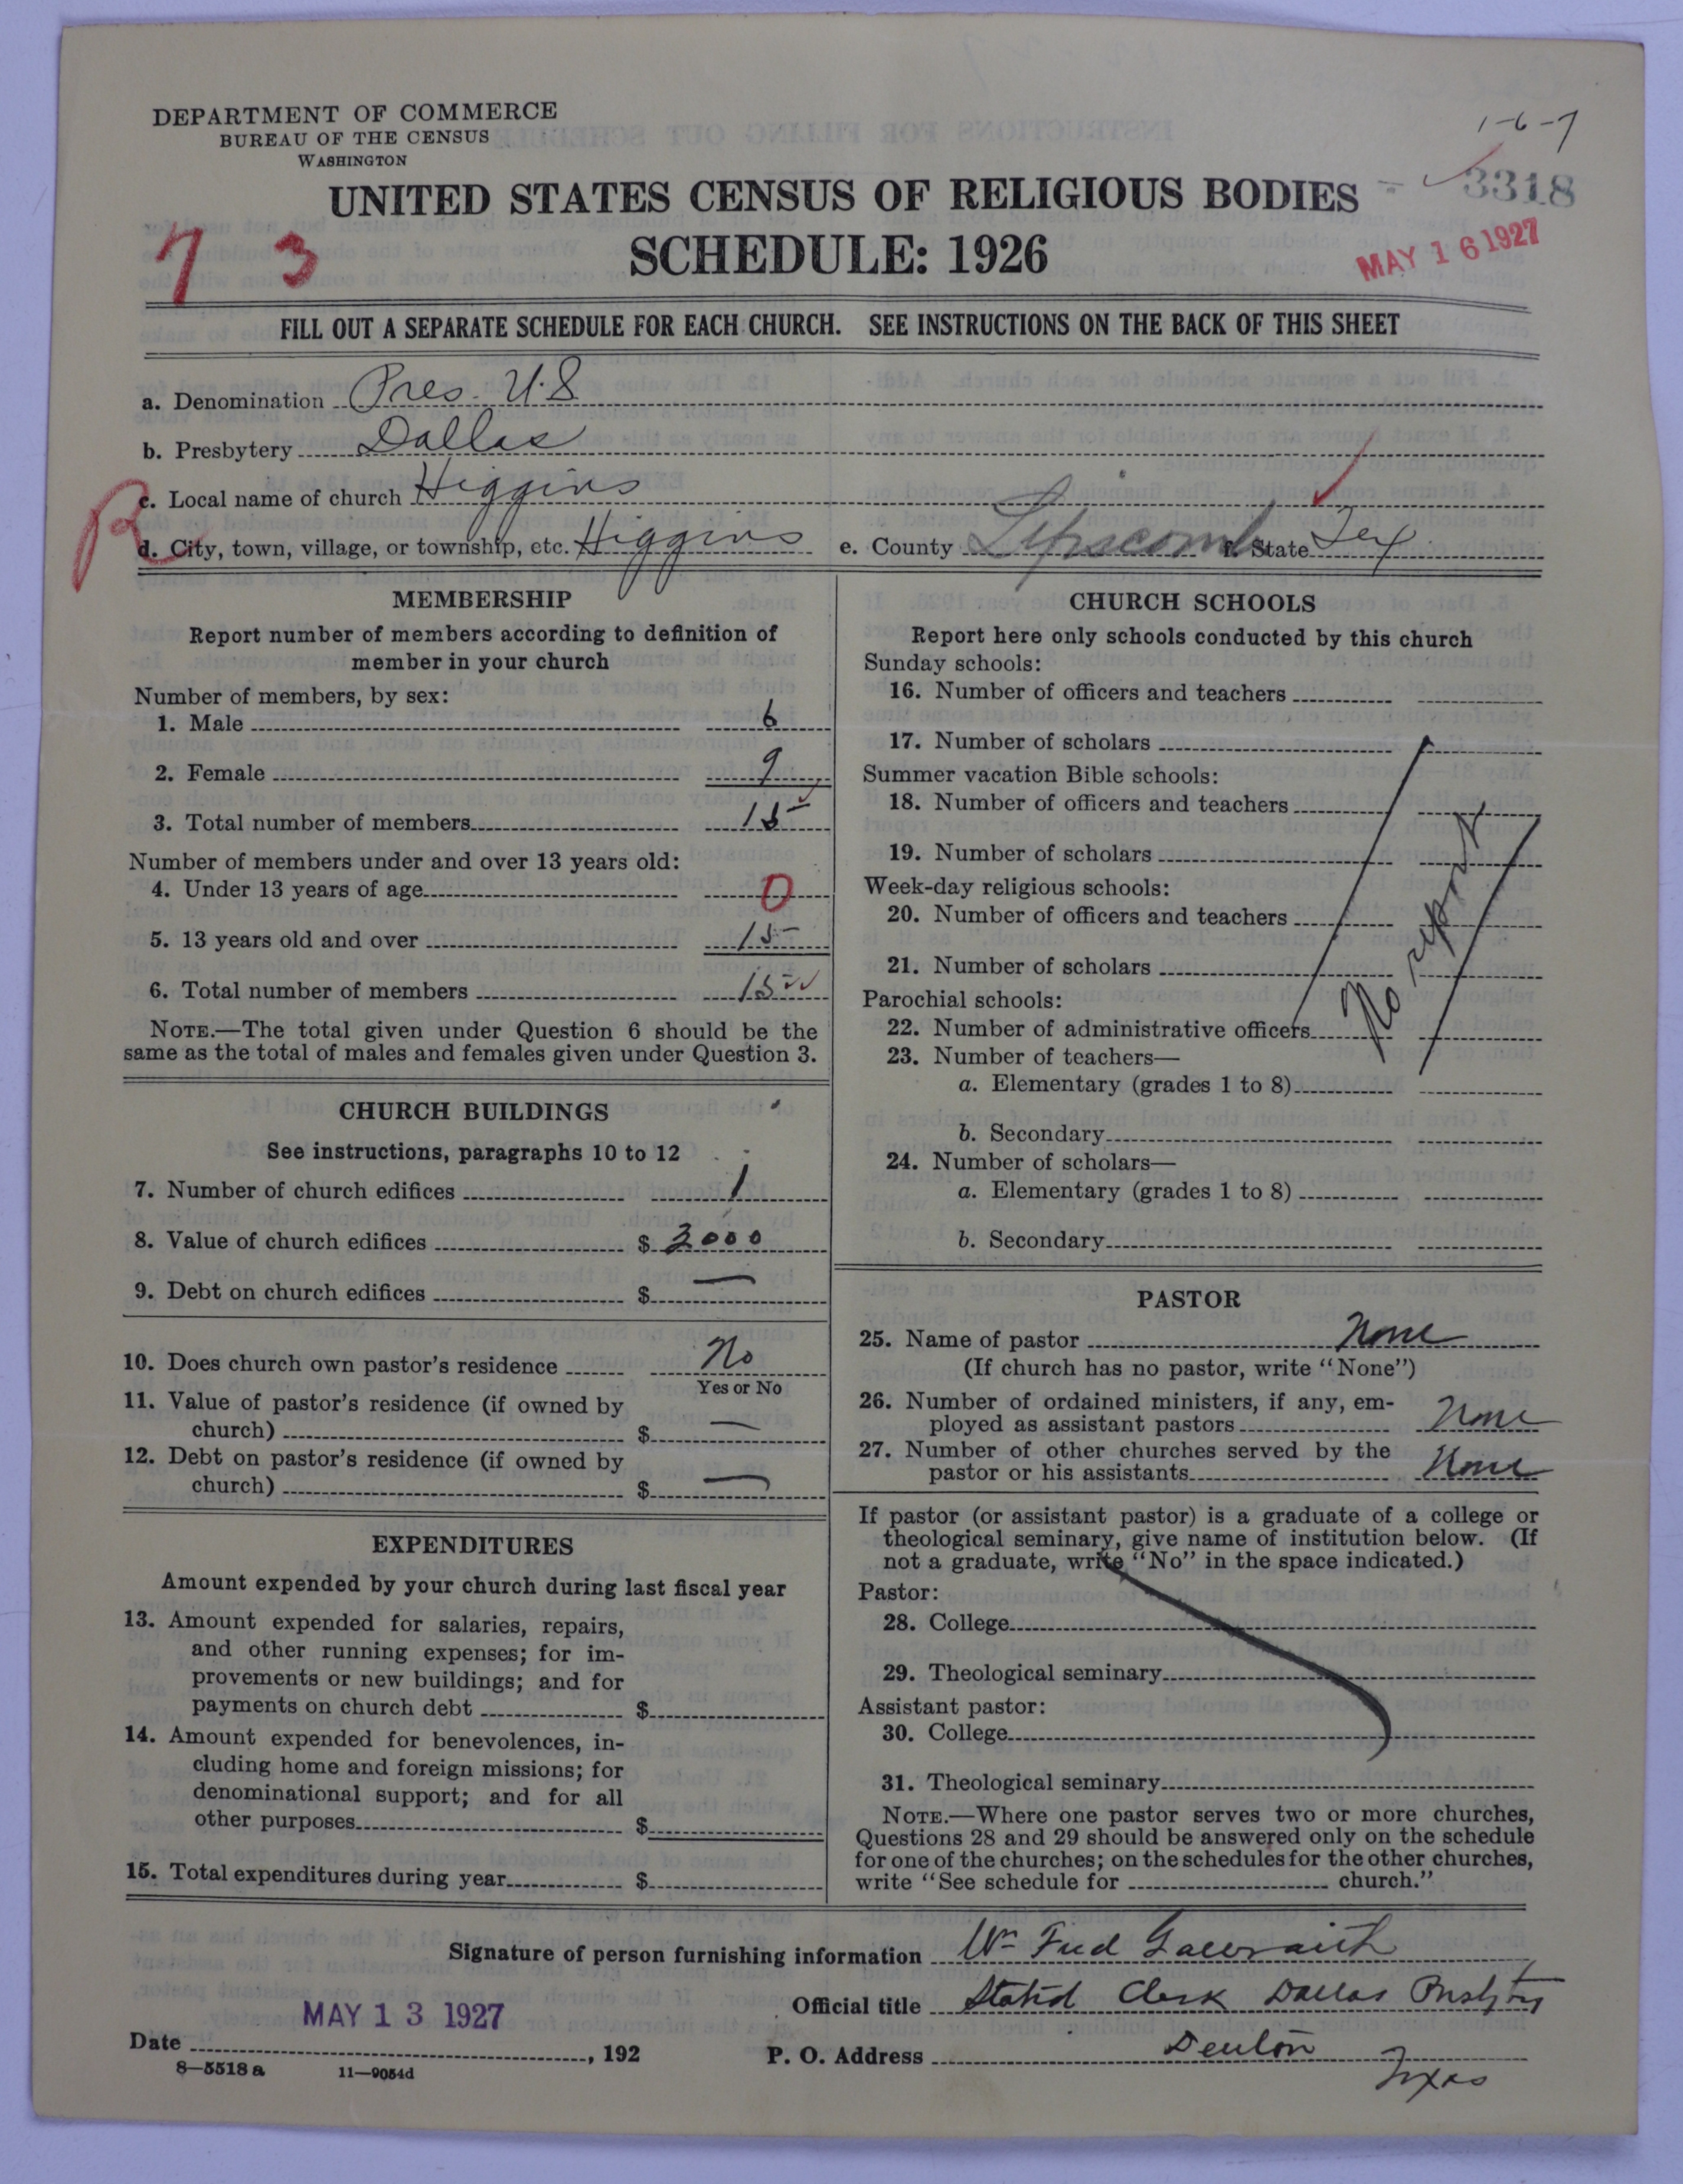 DEPARTMENT OF COMMERCE
BUREAU OF THE CENSUS
WASHINGTON
1-6-7
UNITED STATES CENSUS OF RELIGIOUS BODIES
3318
7 3
SCHEDULE: 1926
MAY 16 1927
FILL OUT A SEPARATE SCHEDULE FOR EACH CHURCH. SEE INSTRUCTIONS ON THE BACK OF THIS SHEET
a. Denomination Pres. U.S
b. Presbytery Dallas
R
c. Local name of church Higgins
d. City, town, village, or township, etc. Higgins e. County Lipscomb f. State Tex
MEMBERSHIP
Report number of members according to definition of
member in your church
Number of members, by sex:
1. Male 6
2. Female 9
3. Total number of members 15
Number of members under and over 13 years old:
4. Under 13 years of age 0
5. 13 years old and over 15
6. Total number of members 15
NOTE.—The total given under Question 6 should be the
same as the total of males and females given under Question 3.
CHURCH BUILDINGS
See instructions, paragraphs 10 to 12
7. Number of church edifices 1
8. Value of church edifices $ 2000
9. Debt on church edifices $ —
10. Does church own pastor's residence No
Yes or No
11. Value of pastor's residence (if owned by
church) $ —
12. Debt on pastor's residence (if owned by
church) $ —
EXPENDITURES
Amount expended by your church during last fiscal year
13. Amount expended for salaries, repairs,
and other running expenses; for im-
provements or new buildings; and for
payments on church debt $
14. Amount expended for benevolences, in-
cluding home and foreign missions; for
denominational support; and for all
other purposes $
15. Total expenditures during year $
CHURCH SCHOOLS
Report here only schools conducted by this church
Sunday schools:
16. Number of officers and teachers
17. Number of scholars
Summer vacation Bible schools:
18. Number of officers and teachers
19. Number of scholars
Week-day religious schools:
20. Number of officers and teachers
21. Number of scholars
No report
Parochial schools:
22. Number of administrative officers
23. Number of teachers—
a. Elementary (grades 1 to 8)
b. Secondary
24. Number of scholars—
a. Elementary (grades 1 to 8)
b. Secondary
PASTOR
25. Name of pastor None
(If church has no pastor, write "None")
26. Number of ordained ministers, if any, em-
ployed as assistant pastors None
27. Number of other churches served by the
pastor or his assistants None
If pastor (or assistant pastor) is a graduate of a college or
theological seminary, give name of institution below. (If
not a graduate, write "No" in the space indicated.)
Pastor:
28. College
29. Theological seminary
Assistant pastor:
30. College
31. Theological seminary
NOTE.—Where one pastor serves two or more churches,
Questions 28 and 29 should be answered only on the schedule
for one of the churches; on the schedules for the other churches,
write "See schedule for church."
Signature of person furnishing information Wm Fred Galbraith
Official title Stated Clerk Dallas Presbytery
MAY 13 1927
Date , 192
P. O. Address Denton
Texas
8—5518 a 11—9054d